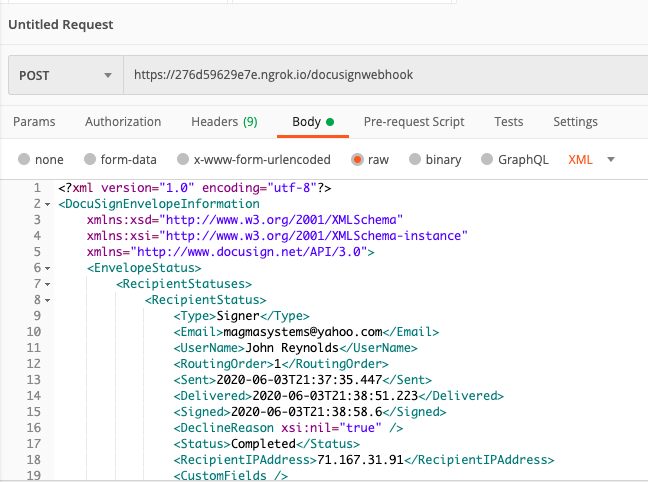 Untitled Request
POST https://276d59629e7e.ngrok.io/docusignwebhook
Params Authorization Headers (9) Body Pre-request Script Tests Settings
none form-data x-www-form-urlencoded raw binary GraphQL XML
1 <?xml version="1.0" encoding="utf-8"?>
2 <DocuSignEnvelopeInformation
3 xmlns:xsd="http://www.w3.org/2001/XMLSchema"
4 xmlns:xsi="http://www.w3.org/2001/XMLSchema-instance"
5 xmlns="http://www.docusign.net/API/3.0">
6 <EnvelopeStatus>
7 <RecipientStatuses>
8 <RecipientStatus>
9 <Type>Signer</Type>
10 <Email>magmasystems@yahoo.com</Email>
11 <UserName>John Reynolds</UserName>
12 <RoutingOrder>1</RoutingOrder>
13 <Sent>2020-06-03T21:37:35.447</Sent>
14 <Delivered>2020-06-03T21:38:51.223</Delivered>
15 <Signed>2020-06-03T21:38:58.6</Signed>
16 <DeclineReason xsi:nil="true" />
17 <Status>Completed</Status>
18 <RecipientIPAddress>71.167.31.91</RecipientIPAddress>
19 <CustomFields />